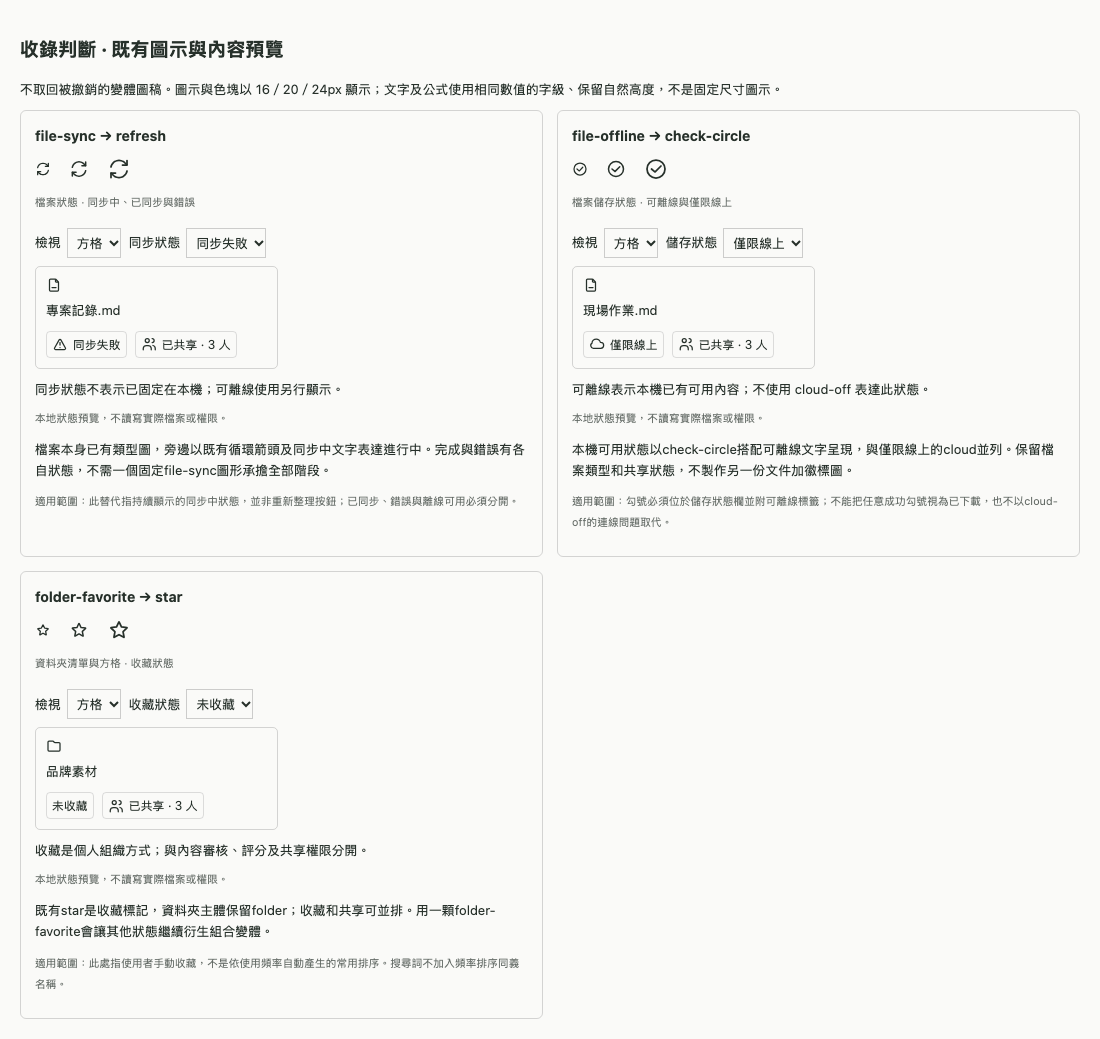 收錄判斷 · 既有圖示與內容預覽
不取回被撤銷的變體圖稿。圖示與色塊以 16 / 20 / 24px 顯示；文字及公式使用相同數值的字級、保留自然高度，不是固定尺寸圖示。
file-sync → refresh
檔案狀態 · 同步中、已同步與錯誤
檢視 方格 同步狀態 同步失敗
專案記錄.md
同步失敗 已共享 · 3 人
同步狀態不表示已固定在本機；可離線使用另行顯示。
本地狀態預覽，不讀寫實際檔案或權限。
檔案本身已有類型圖，旁邊以既有循環箭頭及同步中文字表達進行中。完成與錯誤有各
自狀態，不需一個固定file-sync圖形承擔全部階段。
適用範圍：此替代指持續顯示的同步中狀態，並非重新整理按鈕；已同步、錯誤與離線可用必須分開。
file-offline → check-circle
檔案儲存狀態 · 可離線與僅限線上
檢視 方格 儲存狀態 僅限線上
現場作業.md
僅限線上 已共享 · 3 人
可離線表示本機已有可用內容；不使用 cloud-off 表達此狀態。
本地狀態預覽，不讀寫實際檔案或權限。
本機可用狀態以check-circle搭配可離線文字呈現，與僅限線上的cloud並列。保留檔
案類型和共享狀態，不製作另一份文件加徽標圖。
適用範圍：勾號必須位於儲存狀態欄並附可離線標籤；不能把任意成功勾號視為已下載，也不以cloud-
off的連線問題取代。
folder-favorite → star
資料夾清單與方格 · 收藏狀態
檢視 方格 收藏狀態 未收藏
品牌素材
未收藏 已共享 · 3 人
收藏是個人組織方式；與內容審核、評分及共享權限分開。
本地狀態預覽，不讀寫實際檔案或權限。
既有star是收藏標記，資料夾主體保留folder；收藏和共享可並排。用一顆folder-
favorite會讓其他狀態繼續衍生組合變體。
適用範圍：此處指使用者手動收藏，不是依使用頻率自動產生的常用排序。搜尋詞不加入頻率排序同義
名稱。